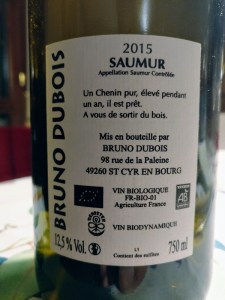 2015
SAUMUR
Appellation Saumur Contrôlée
Un Chenin pur, élevé pendant
un an, il est prêt.
A vous de sortir du bois.
Mis en bouteille par
BRUNO DUBOIS
98 rue de la Paleine
49260 ST CYR EN BOURG
VIN BIOLOGIQUE
FR-BIO-01
Agriculture France
AB
VIN BIODYNAMIQUE
12,5 % Vol.
750 ml
Contient des sulfites
BRUNO DUBOIS